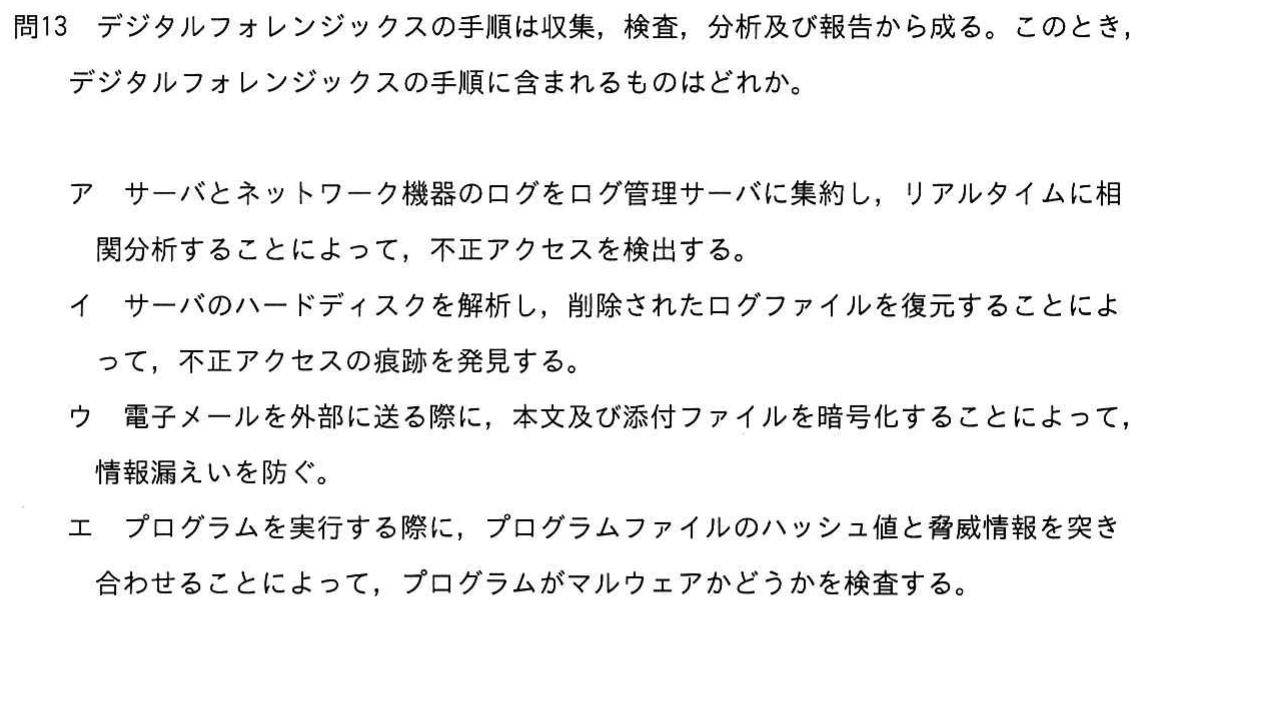 問13　デジタルフォレンジックスの手順は収集，検査，分析及び報告から成る。このとき，
デジタルフォレンジックスの手順に含まれるものはどれか。
ア　サーバとネットワーク機器のログをログ管理サーバに集約し，リアルタイムに相
関分析することによって，不正アクセスを検出する。
イ　サーバのハードディスクを解析し，削除されたログファイルを復元することによ
って，不正アクセスの痕跡を発見する。
ウ　電子メールを外部に送る際に，本文及び添付ファイルを暗号化することによって，
情報漏えいを防ぐ。
エ　プログラムを実行する際に，プログラムファイルのハッシュ値と脅威情報を突き
合わせることによって，プログラムがマルウェアかどうかを検査する。